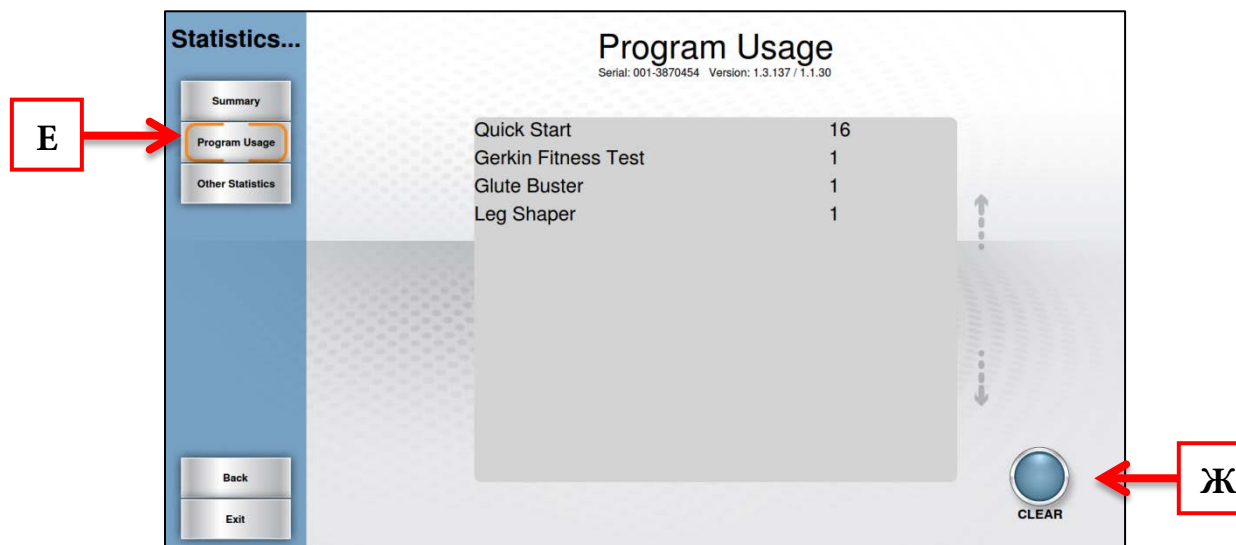 Statistics...
Program Usage
Serial: 001-3870454 Version: 1.3.137 / 1.1.30
Summary
Е
Program Usage
Other Statistics
Quick Start 16
Gerkin Fitness Test 1
Glute Buster 1
Leg Shaper 1
Back
Exit
CLEAR
Ж